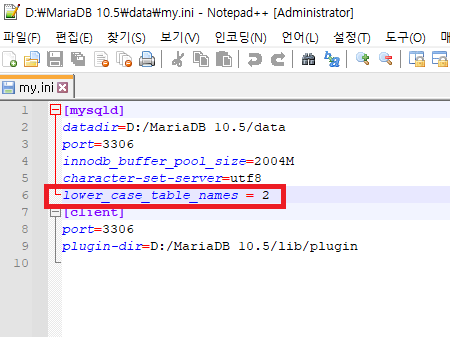 D:₩MariaDB 10.5₩data₩my.ini - Notepad++ [Administrator]
파일(F) 편집(E) 찾기(S) 보기(V) 인코딩(N) 언어(L) 설정(T) 도구(O)
my.ini
1 [mysqld]
2 datadir=D:/MariaDB 10.5/data
3 port=3306
4 innodb_buffer_pool_size=2004M
5 character-set-server=utf8
6 lower_case_table_names = 2
7 [client]
8 port=3306
9 plugin-dir=D:/MariaDB 10.5/lib/plugin
10